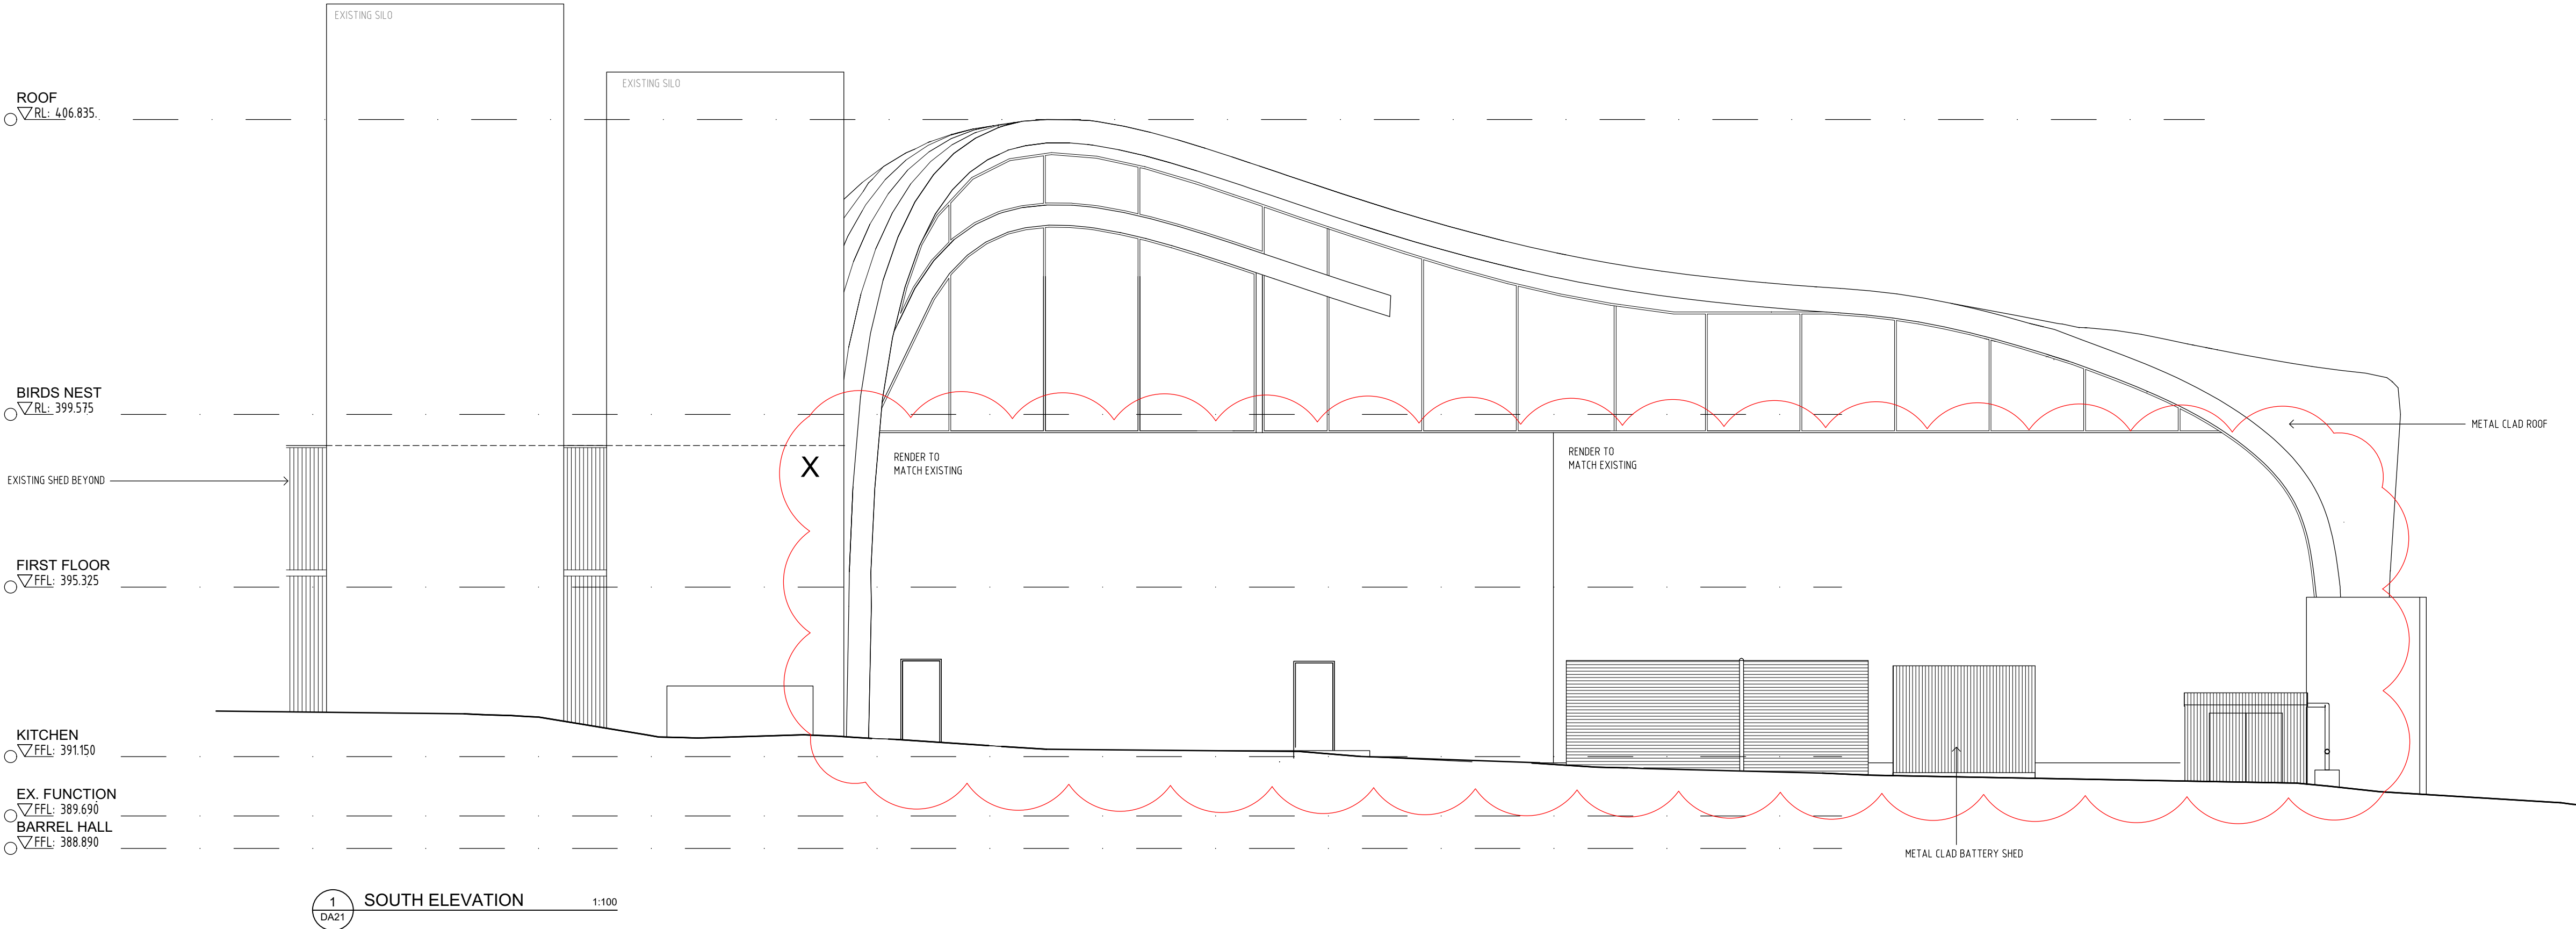 EXISTING SILO
EXISTING SILO
ROOF
RL: 406.835
BIRDS NEST
RL: 399.575
METAL CLAD ROOF
RENDER TO
MATCH EXISTING
RENDER TO
MATCH EXISTING
X
EXISTING SHED BEYOND
FIRST FLOOR
FFL: 395.325
KITCHEN
FFL: 391.150
EX. FUNCTION
FFL: 389.690
BARREL HALL
FFL: 388.890
METAL CLAD BATTERY SHED
1
DA21
SOUTH ELEVATION 1:100